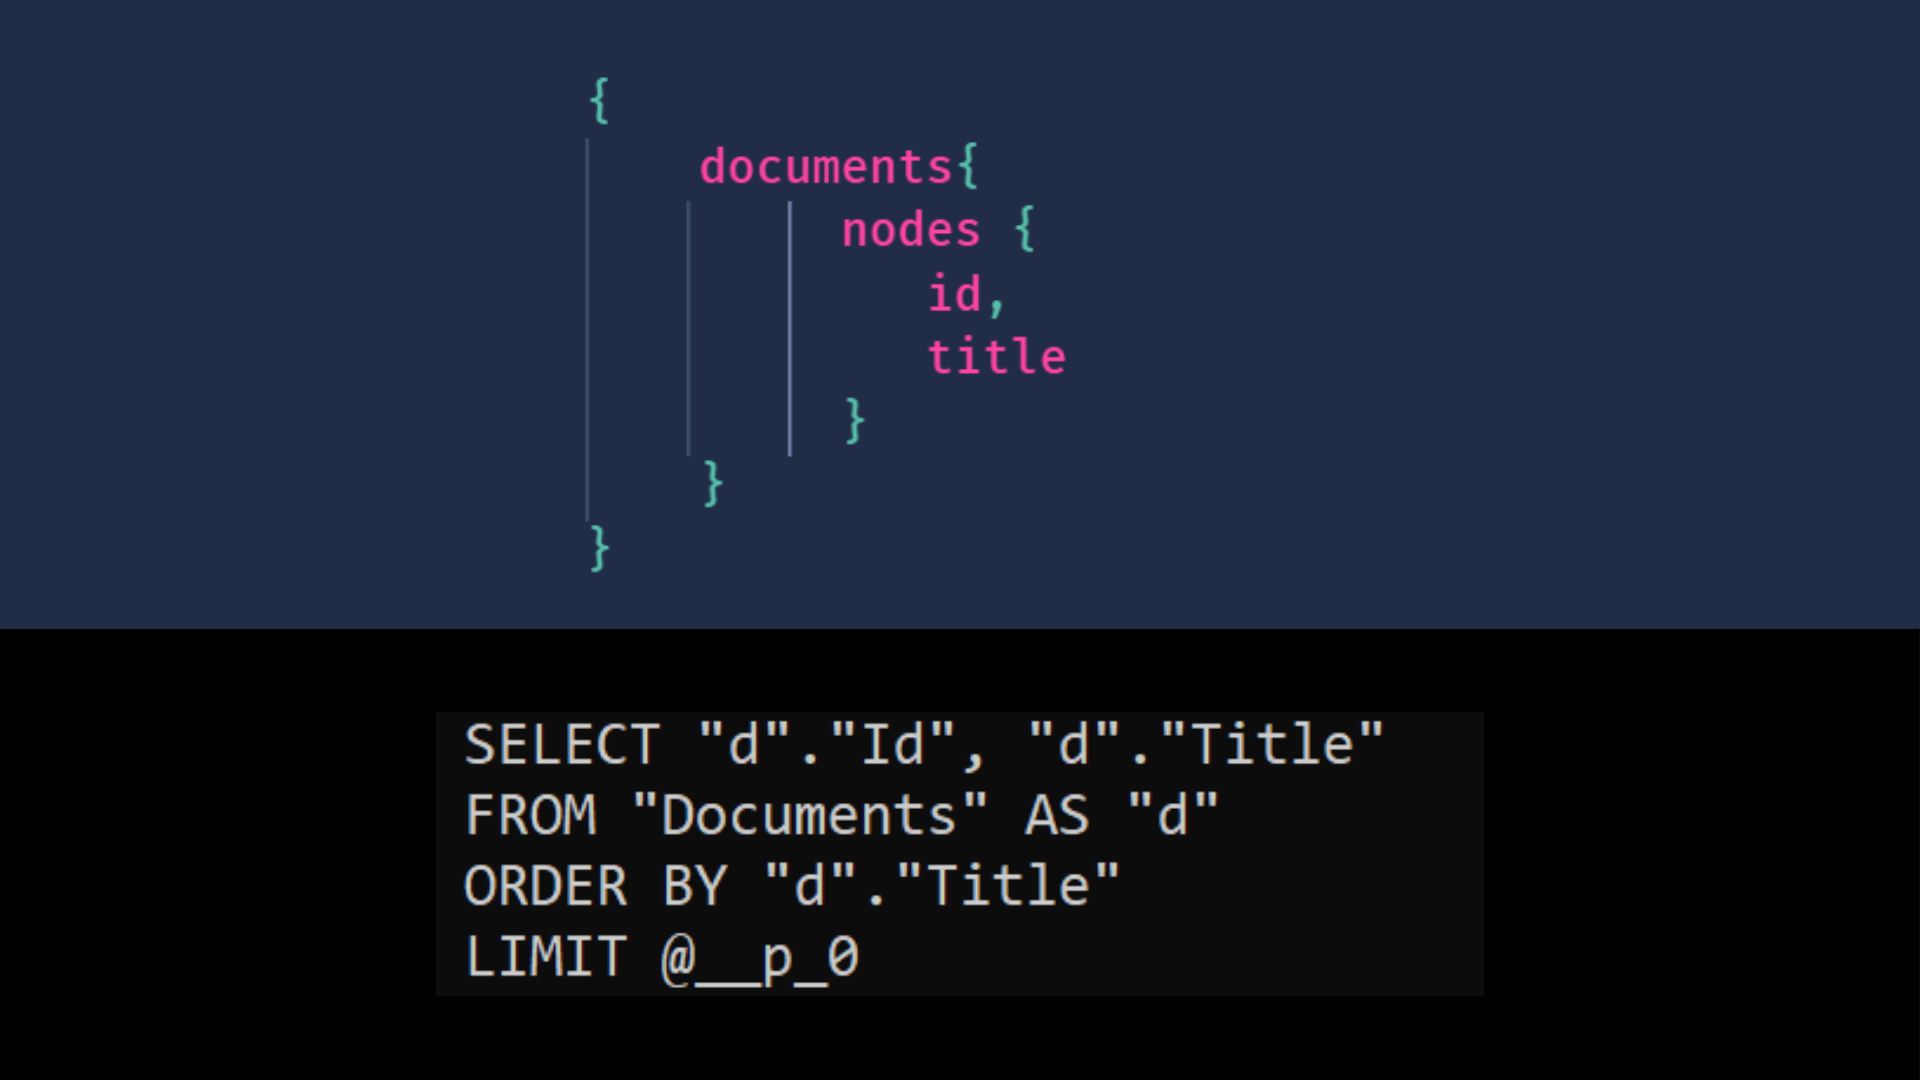 {
documents{
nodes {
id,
title
}
}
}
SELECT "d"."Id", "d"."Title"
FROM "Documents" AS "d"
ORDER BY "d"."Title"
LIMIT @__p_0